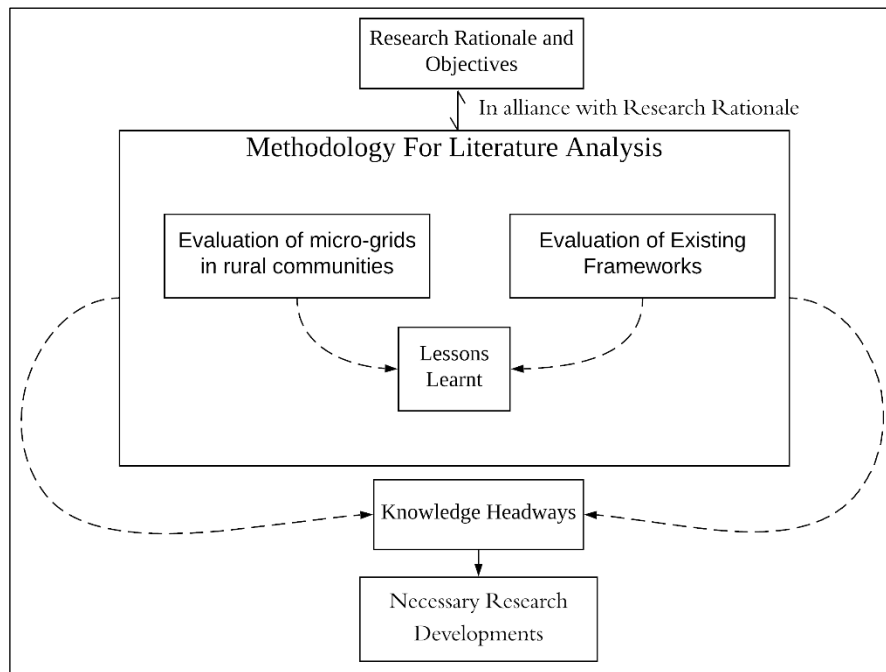 Research Rationale and
Objectives
In alliance with Research Rationale
Methodology For Literature Analysis
Evaluation of micro-grids
in rural communities
Evaluation of Existing
Frameworks
Lessons
Learnt
Knowledge Headways
Necessary Research
Developments